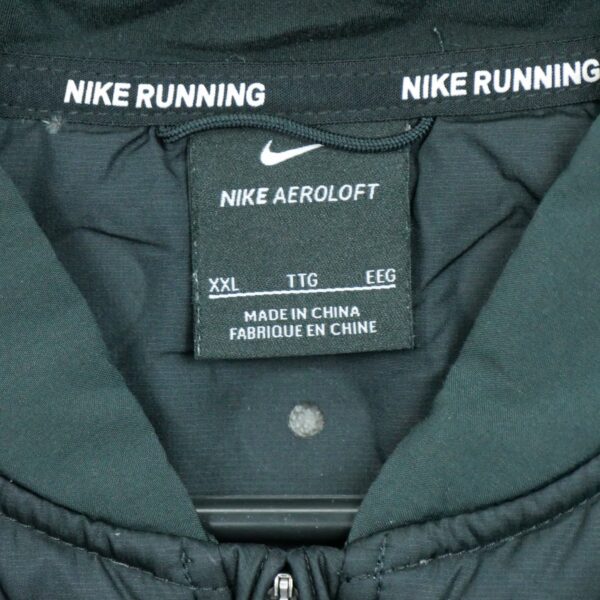 NIKE RUNNING NIKE RUNNING
NIKE AEROLOFT
XXL TTG EEG
MADE IN CHINA
FABRIQUE EN CHINE